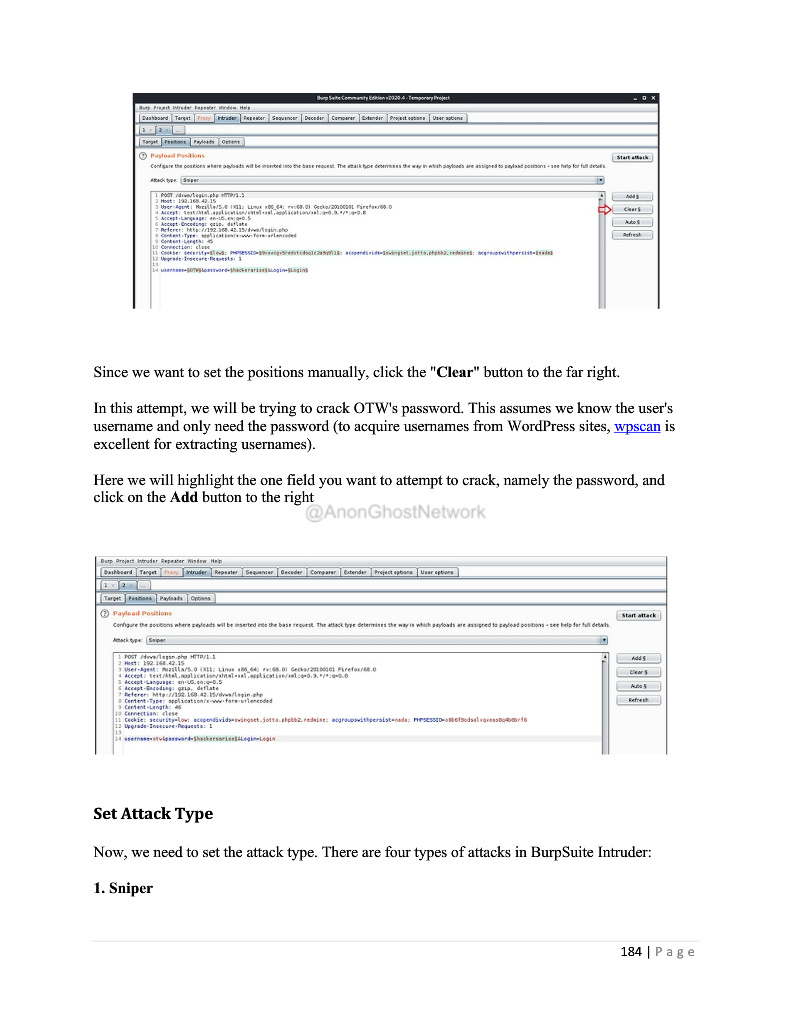 Burp Suite Community Edition v2020.4 - Temporary Project
Burp Project Intruder Repeater Window Help
Dashboard Target Proxy Intruder Repeater Sequencer Decoder Comparer Extender Project options User options
1 × 2 × ...
Target Positions Payloads Options
? Payload Positions
Start attack
Configure the positions where payloads will be inserted into the base request. The attack type determines the way in which payloads are assigned to payload positions - see help for full details.
Attack type: Sniper
1 POST /dvwa/login.php HTTP/1.1
2 Host: 192.168.42.15
3 User-Agent: Mozilla/5.0 (X11; Linux x86_64; rv:68.0) Gecko/20100101 Firefox/68.0
4 Accept: text/html,application/xhtml+xml,application/xml;q=0.9,*/*;q=0.8
5 Accept-Language: en-US,en;q=0.5
6 Accept-Encoding: gzip, deflate
7 Referer: http://192.168.42.15/dvwa/login.php
8 Content-Type: application/x-www-form-urlencoded
9 Content-Length: 45
10 Connection: close
11 Cookie: security=§low§; acopendivids=§swingset,jotto,phpbb2,redmine§; acgroupswithpersist=§nada§
12 Upgrade-Insecure-Requests: 1
13
14 username=§OTW§&password=§hackersarise§&Login=§Login§
Add §
Clear §
Auto §
Refresh
Since we want to set the positions manually, click the "Clear" button to the far right.
In this attempt, we will be trying to crack OTW's password. This assumes we know the user's
username and only need the password (to acquire usernames from WordPress sites, wpscan is
excellent for extracting usernames).
Here we will highlight the one field you want to attempt to crack, namely the password, and
click on the Add button to the right
@AnonGhostNetwork
Burp Project Intruder Repeater Window Help
Dashboard Target Proxy Intruder Repeater Sequencer Decoder Comparer Extender Project options User options
1 × 2 × ...
Target Positions Payloads Options
? Payload Positions
Start attack
Configure the positions where payloads will be inserted into the base request. The attack type determines the way in which payloads are assigned to payload positions - see help for full details.
Attack type: Sniper
1 POST /dvwa/login.php HTTP/1.1
2 Host: 192.168.42.15
3 User-Agent: Mozilla/5.0 (X11; Linux x86_64; rv:68.0) Gecko/20100101 Firefox/68.0
4 Accept: text/html,application/xhtml+xml,application/xml;q=0.9,*/*;q=0.8
5 Accept-Language: en-US,en;q=0.5
6 Accept-Encoding: gzip, deflate
7 Referer: http://192.168.42.15/dvwa/login.php
8 Content-Type: application/x-www-form-urlencoded
9 Content-Length: 46
10 Connection: close
11 Cookie: security=low; acopendivids=swingset,jotto,phpbb2,redmine; acgroupswithpersist=nada;
12 Upgrade-Insecure-Requests: 1
13
14 username=otw&password=§hackersarise§&Login=Login
Add §
Clear §
Auto §
Refresh
Set Attack Type
Now, we need to set the attack type. There are four types of attacks in BurpSuite Intruder:
1. Sniper
184 | Page